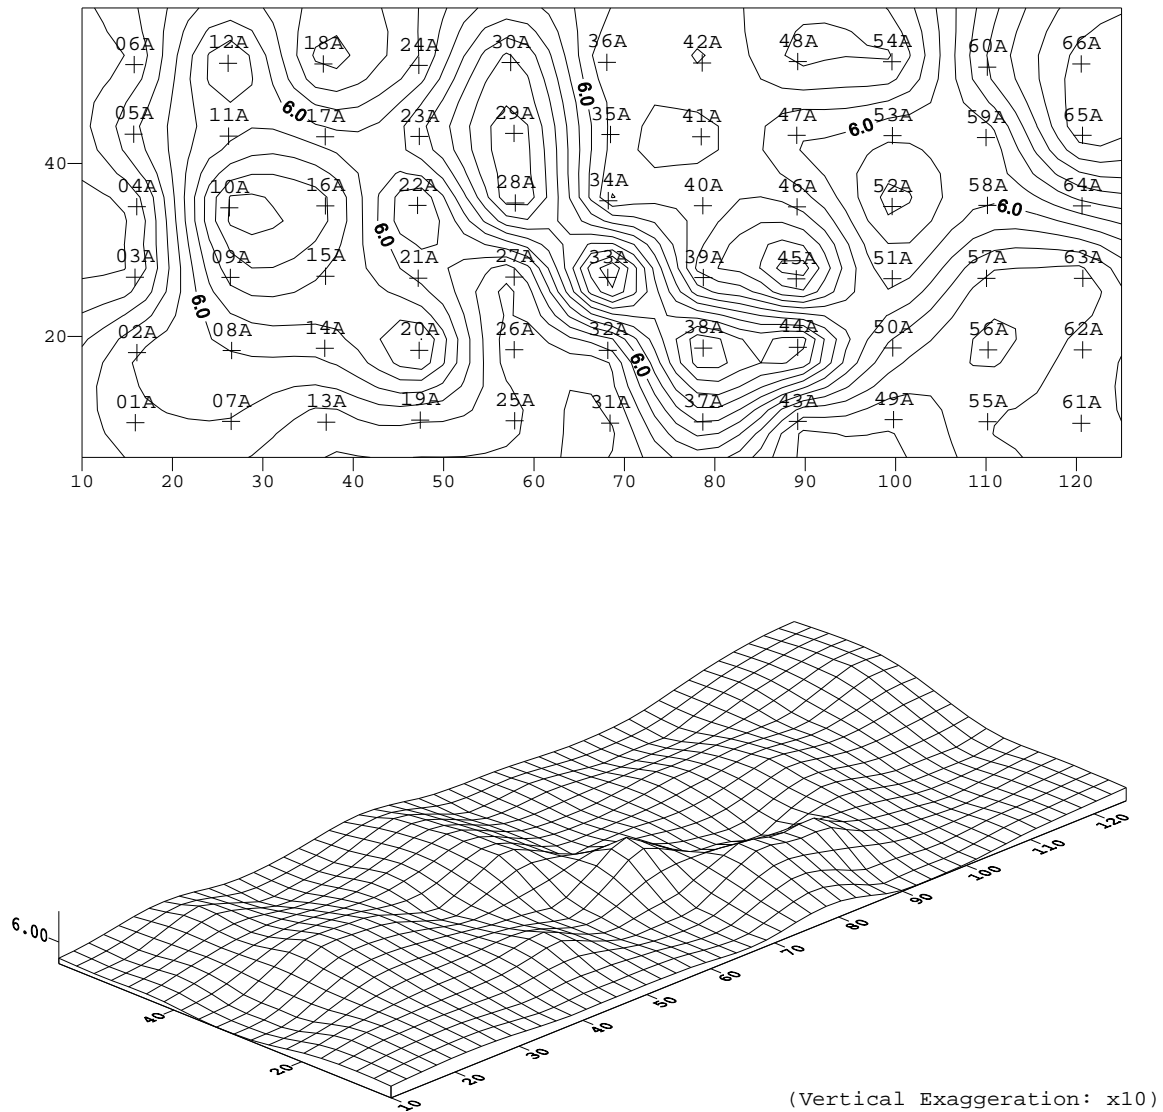 06A 12A 18A 24A 30A 36A 42A 48A 54A 60A 66A
6.0 6.0
05A 11A 17A 23A 29A 35A 41A 47A 53A 59A 65A
6.0
40
04A 10A 16A 22A 28A 34A 40A 46A 52A 58A 64A
6.0
6.0
03A 09A 15A 21A 27A 33A 39A 45A 51A 57A 63A
6.0
20
02A 08A 14A 20A 26A 32A 38A 44A 50A 56A 62A
6.0
01A 07A 13A 19A 25A 31A 37A 43A 49A 55A 61A
10 20 30 40 50 60 70 80 90 100 110 120
6.00
40
20
10 20 30 40 50 60 70 80 90 100 110 120
(Vertical Exaggeration: x10)